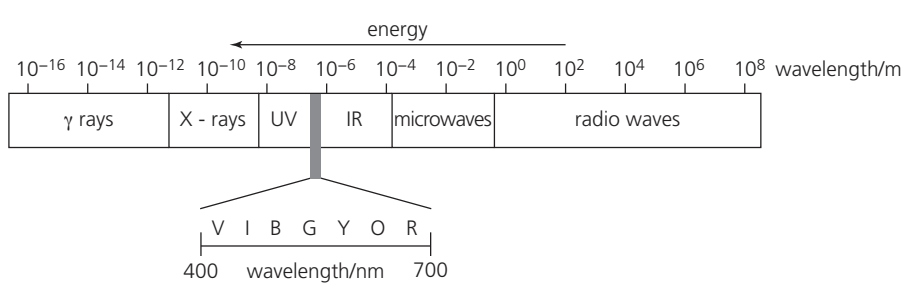 energy
10–16 10–14 10–12 10–10 10–8 10–6 10–4 10–2 100 102 104 106 108 wavelength/m
γ rays X - rays UV IR microwaves radio waves
V I B G Y O R
400 wavelength/nm 700